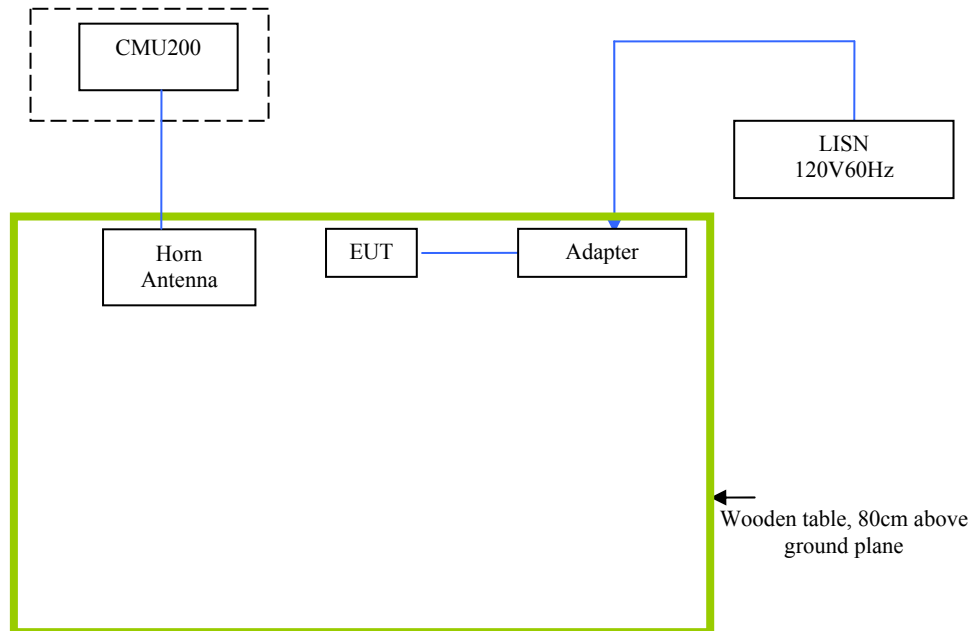 CMU200
LISN
120V60Hz
Horn
Antenna
EUT
Adapter
Wooden table, 80cm above
ground plane